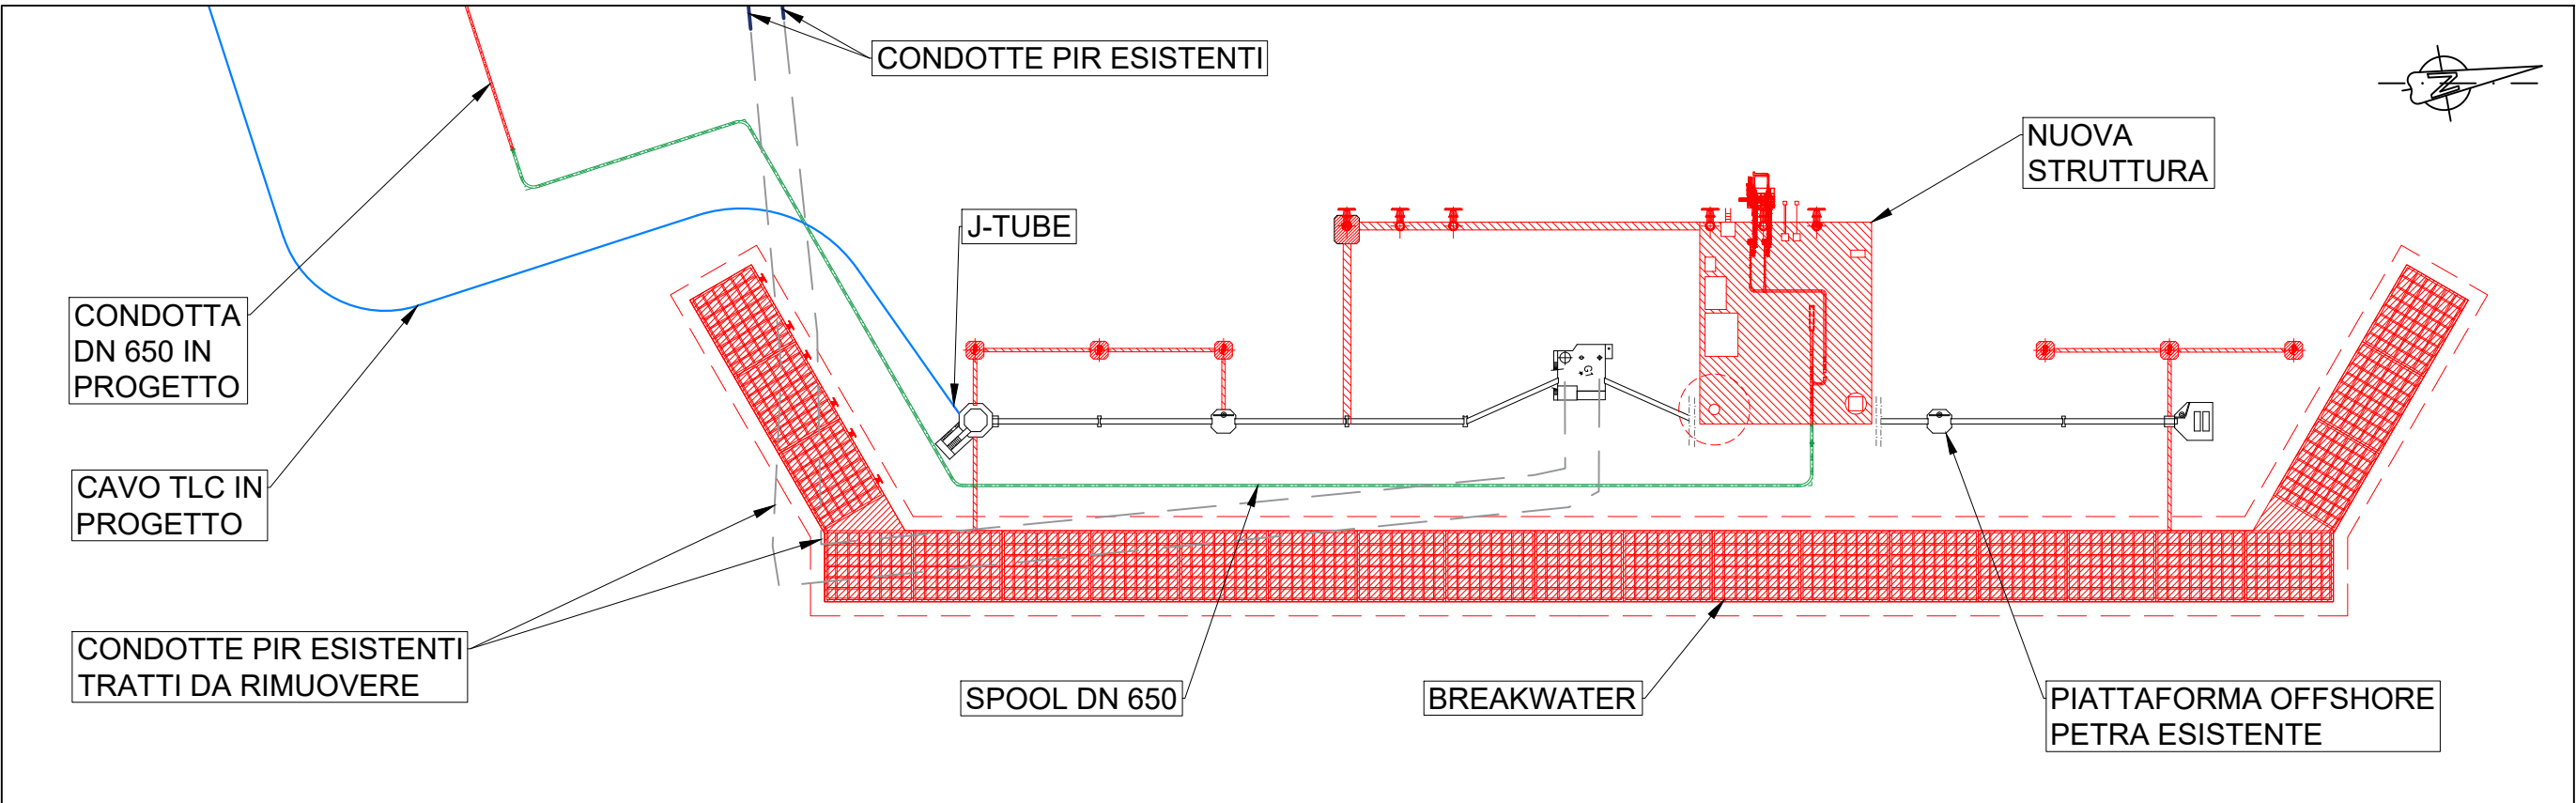 CONDOTTE PIR ESISTENTI
N
NUOVA
STRUTTURA
J-TUBE
CONDOTTA
DN 650 IN
PROGETTO
G1
CAVO TLC IN
PROGETTO
CONDOTTE PIR ESISTENTI
TRATTI DA RIMUOVERE
SPOOL DN 650
BREAKWATER
PIATTAFORMA OFFSHORE
PETRA ESISTENTE